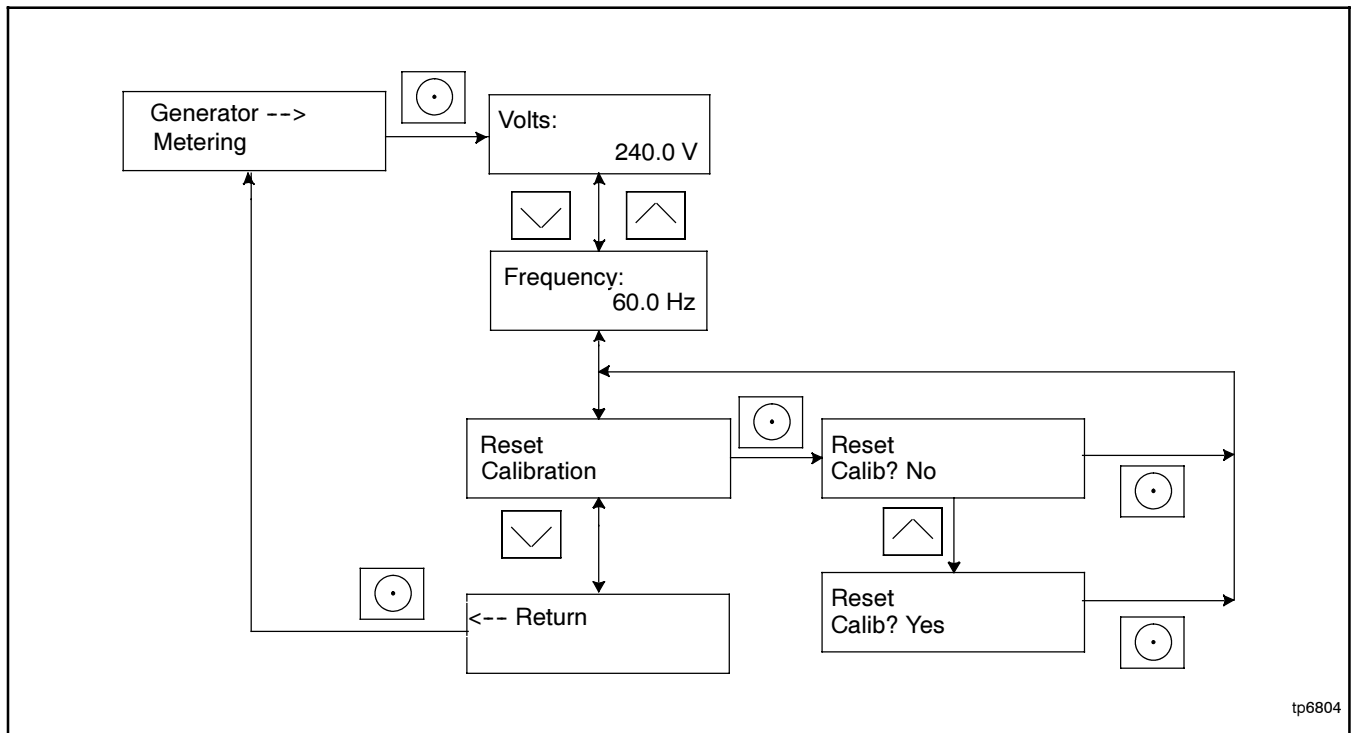 Generator -->
Metering
Volts:
240.0 V
Frequency:
60.0 Hz
Reset
Calibration
Reset
Calib? No
<-- Return
Reset
Calib? Yes
tp6804